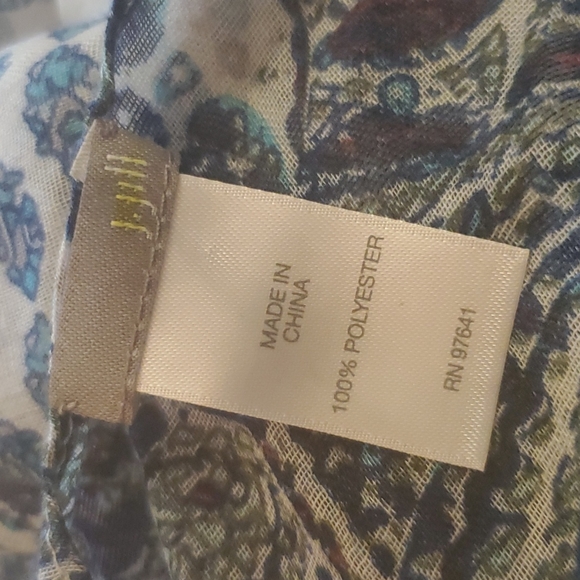 j.jill
MADE IN
CHINA
100% POLYESTER
RN 97641